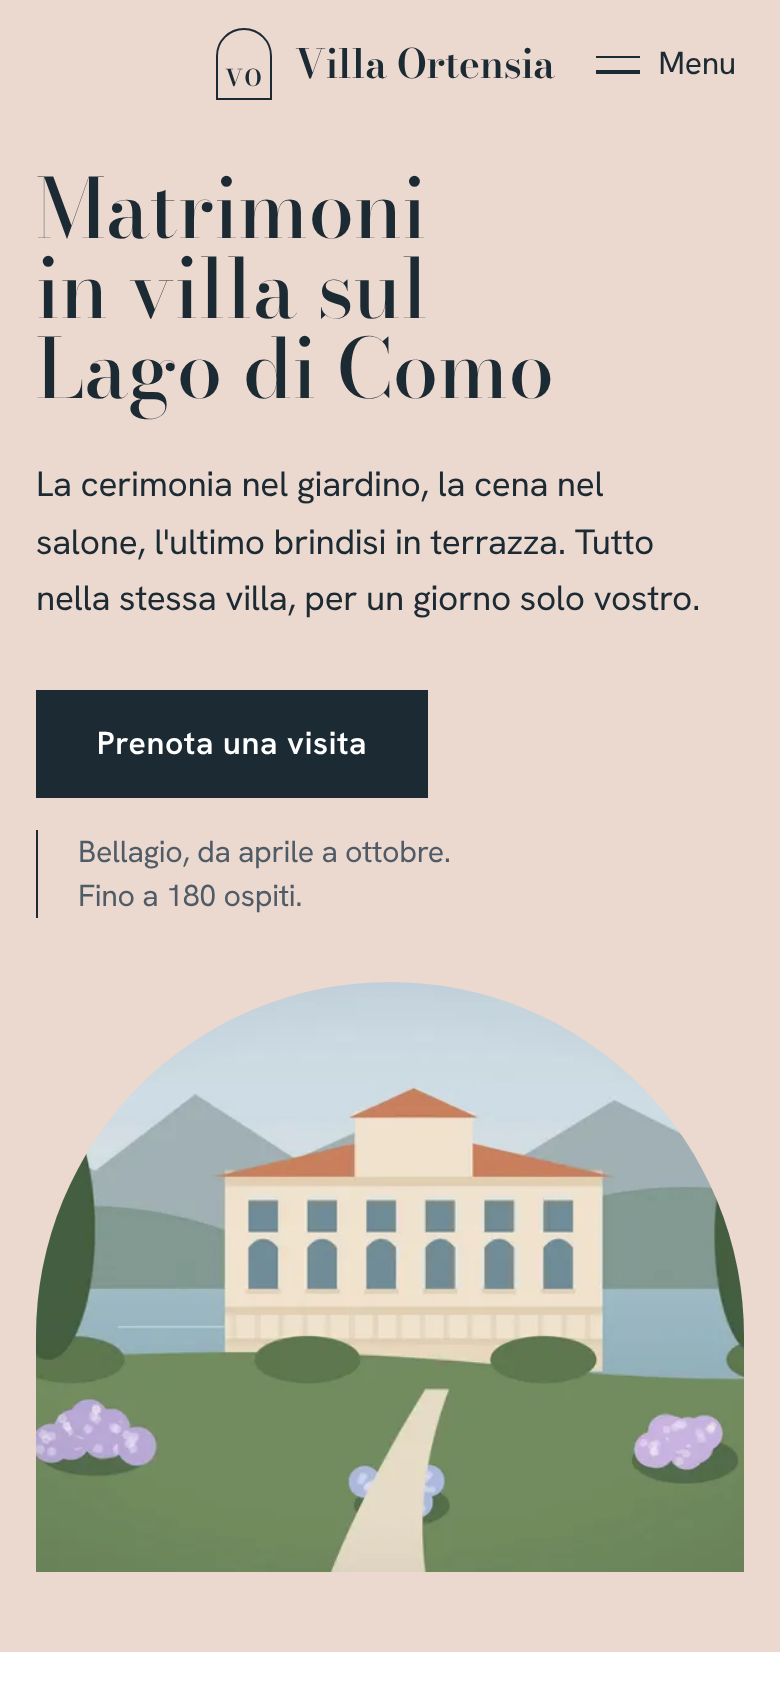 VO
Villa Ortensia
Menu
Matrimoni
in villa sul
Lago di Como
La cerimonia nel giardino, la cena nel
salone, l'ultimo brindisi in terrazza. Tutto
nella stessa villa, per un giorno solo vostro.
Prenota una visita
Bellagio, da aprile a ottobre.
Fino a 180 ospiti.